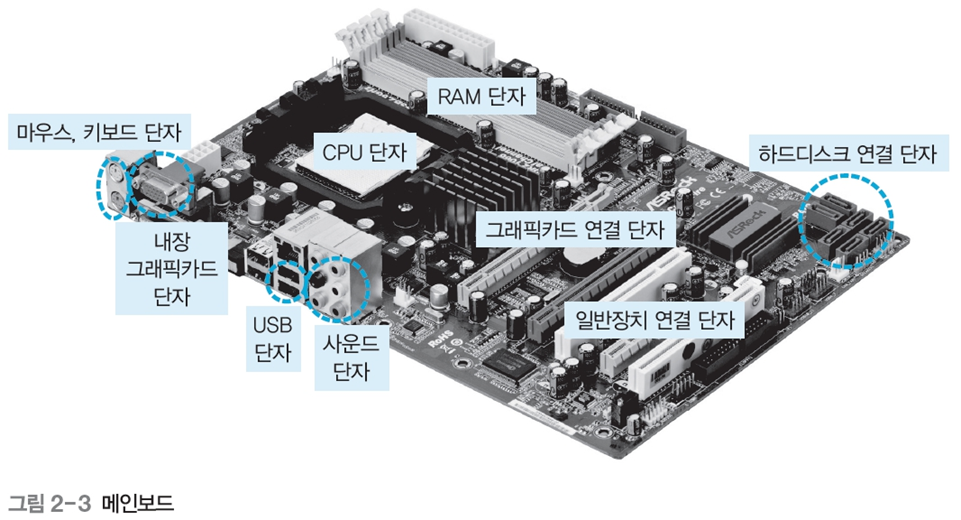 RAM 단자
마우스, 키보드 단자
CPU 단자
하드디스크 연결 단자
ASRock
내장
그래픽카드
단자
그래픽카드 연결 단자
ASRock
USB
단자
사운드
단자
일반장치 연결 단자
RoHS
그림 2-3 메인보드